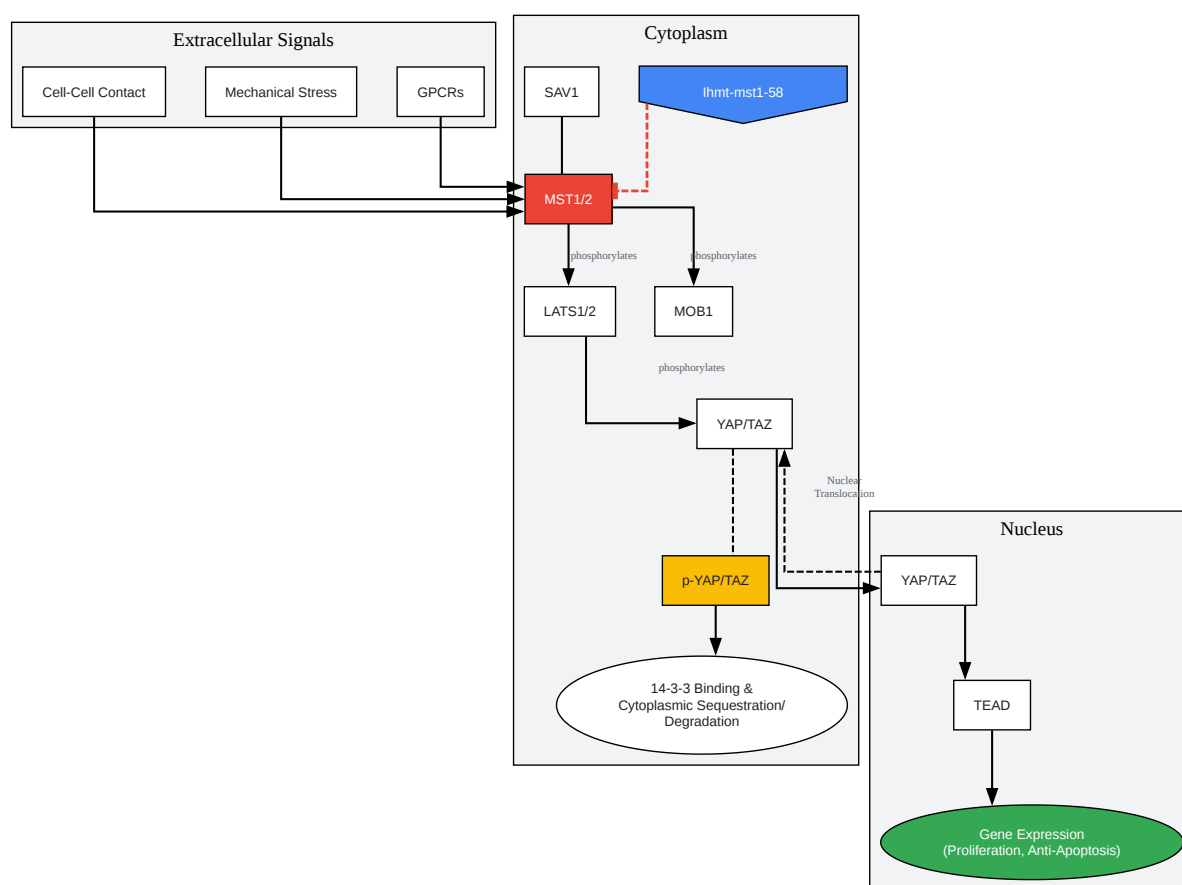 Extracellular Signals
Cell-Cell Contact
Mechanical Stress
GPCRs
Cytoplasm
SAV1
lhmt-mst1-58
MST1/2
phosphorylates
phosphorylates
LATS1/2
MOB1
phosphorylates
YAP/TAZ
Nuclear
Translocation
p-YAP/TAZ
14-3-3 Binding &
Cytoplasmic Sequestration/
Degradation
Nucleus
YAP/TAZ
TEAD
Gene Expression
(Proliferation, Anti-Apoptosis)